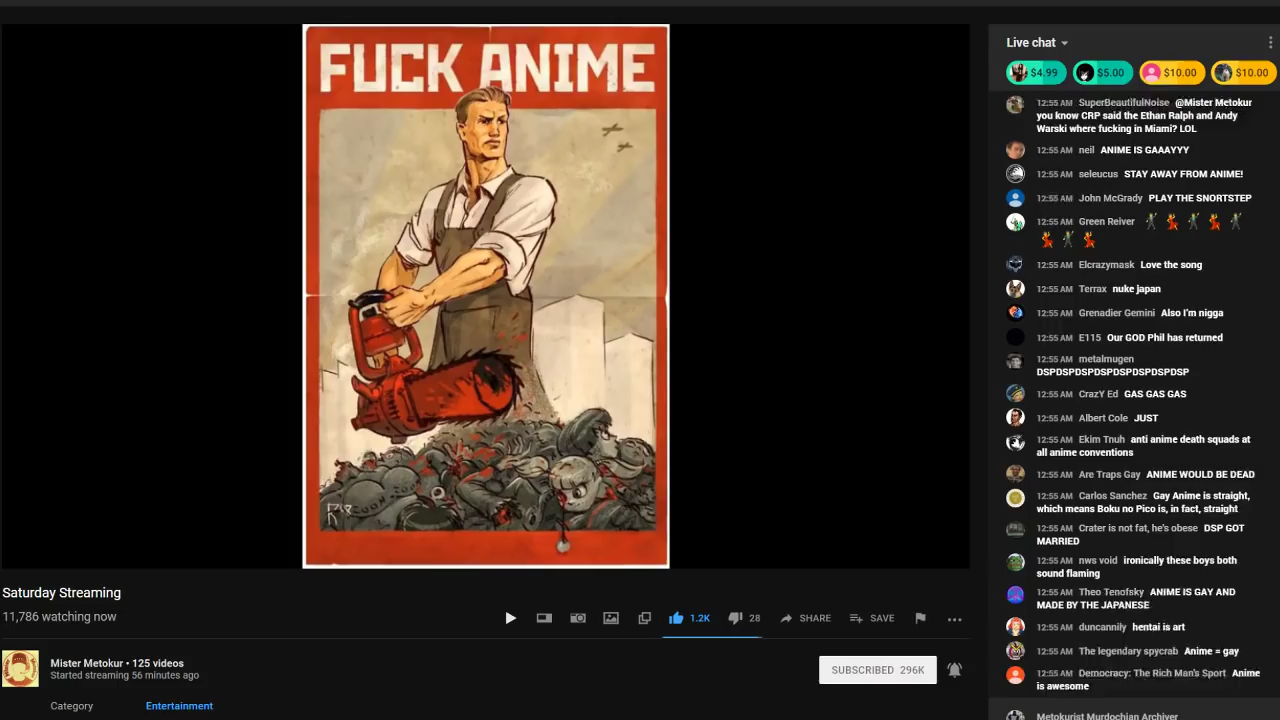 FUCK ANIME
Saturday Streaming
11,786 watching now
1.2K
28
SHARE
SAVE
Mister Metokur • 125 videos
Started streaming 56 minutes ago
SUBSCRIBED 296K
Category
Entertainment
Live chat
$4.99
$5.00
$10.00
$10.00
12:55 AM SuperBeautifulNoise @Mister Metokur
you know CRP said the Ethan Ralph and Andy
Warski where fucking in Miami? LOL
12:55 AM neil ANIME IS GAAAYYY
12:55 AM seleucus STAY AWAY FROM ANIME!
12:55 AM John McGrady PLAY THE SNORTSTEP
12:55 AM Green Reiver
12:55 AM Elcrazymask Love the song
12:55 AM Terrax nuke japan
12:55 AM Grenadier Gemini Also I'm nigga
12:55 AM E115 Our GOD Phil has returned
12:55 AM metalmugen
DSPDSPDSPDSPDSPDSPDSPDSP
12:55 AM CrazY Ed GAS GAS GAS
12:55 AM Albert Cole JUST
12:55 AM Ekim Tnuh anti anime death squads at
all anime conventions
12:55 AM Are Traps Gay ANIME WOULD BE DEAD
12:55 AM Carlos Sanchez Gay Anime is straight,
which means Boku no Pico is, in fact, straight
12:55 AM Crater is not fat, he's obese DSP GOT
MARRIED
12:55 AM nws void ironically these boys both
sound flaming
12:55 AM Theo Tenofsky ANIME IS GAY AND
MADE BY THE JAPANESE
12:55 AM duncannily hentai is art
12:55 AM The legendary spycrab Anime = gay
12:55 AM Democracy: The Rich Man's Sport Anime
is awesome
Metokurist Murdochian Archiver